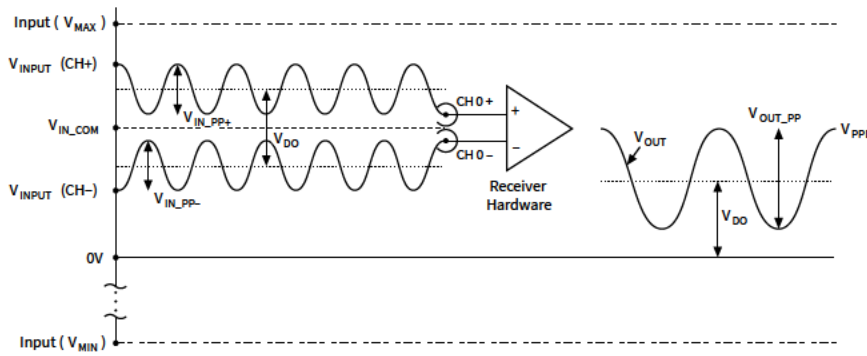 Input ( VMAX)
VINPUT (CH+)
VIN_PP+
VIN_COM
VDO
VINPUT (CH–)
VIN_PP–
0V
Input ( VMIN)
CH 0 +
CH 0 –
+
–
Receiver
Hardware
VOUT
VOUT_PP
VPP
VDO